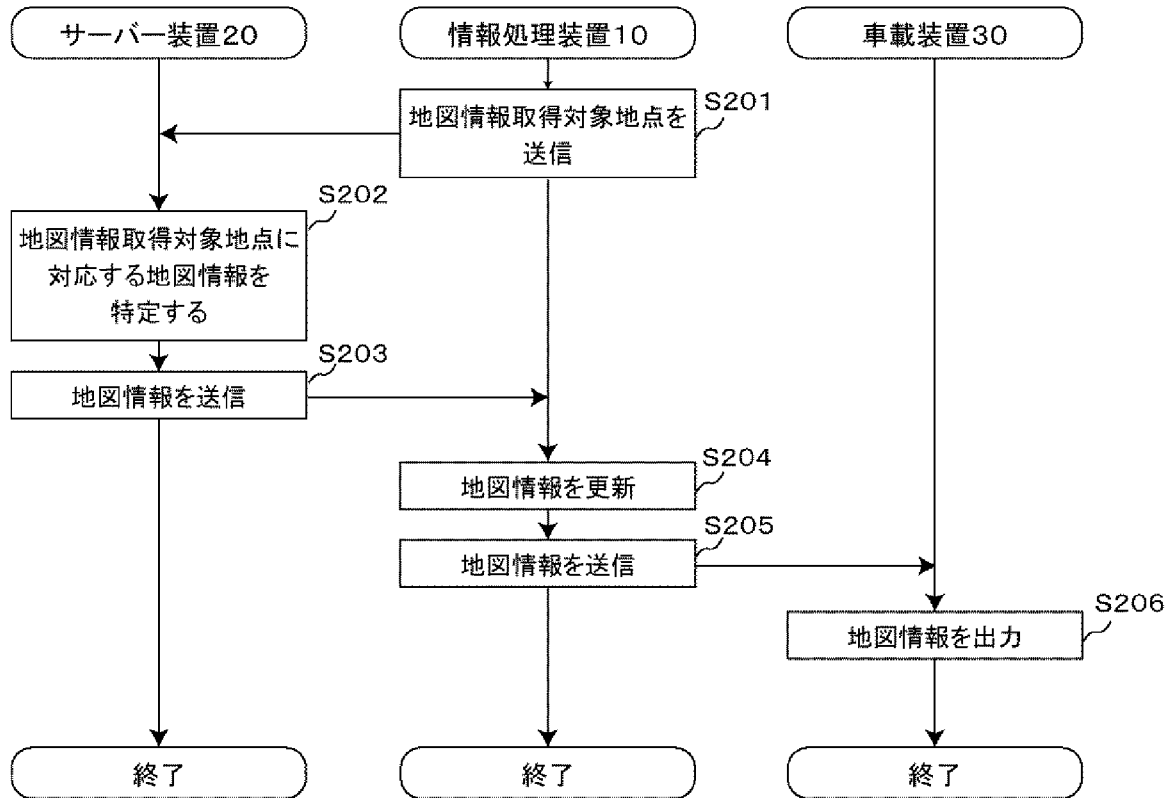 サーバー装置20
情報処理装置10
車載装置30
S201
地図情報取得対象地点を
送信
S202
地図情報取得対象地点に
対応する地図情報を
特定する
S203
地図情報を送信
S204
地図情報を更新
S205
地図情報を送信
S206
地図情報を出力
終了
終了
終了